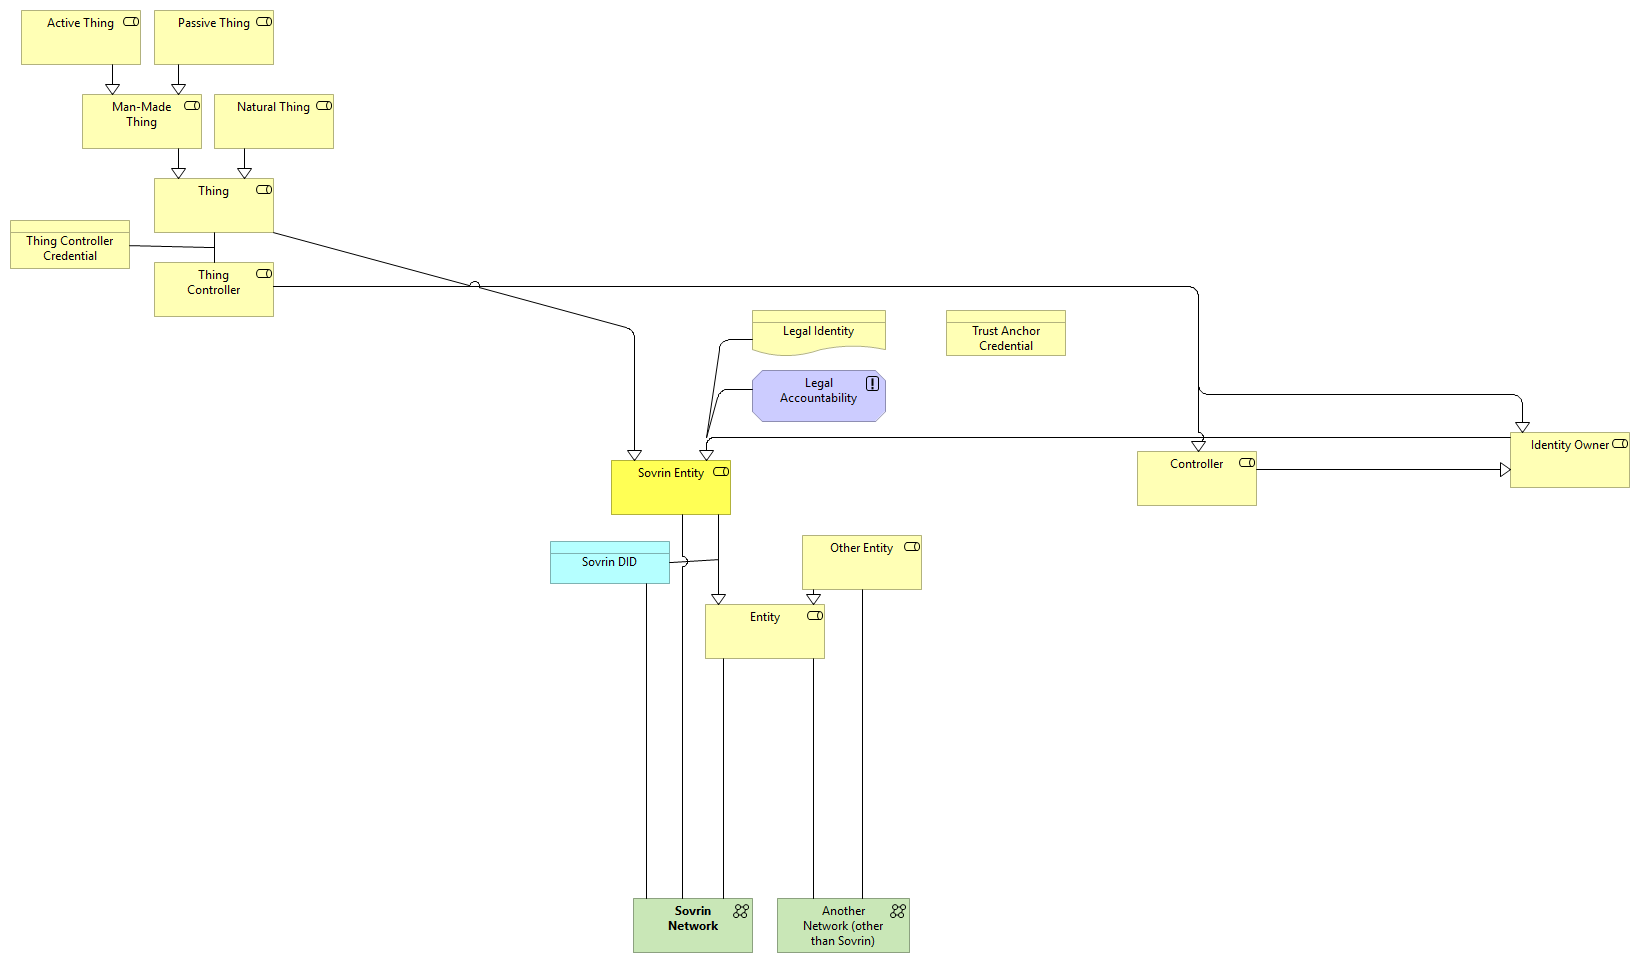 Active Thing
Passive Thing
Man-Made
Thing
Natural Thing
Thing
Thing Controller
Credential
Thing
Controller
Legal Identity
Trust Anchor
Credential
Legal
Accountability
Identity Owner
Controller
Sovrin Entity
Sovrin DID
Other Entity
Entity
Sovrin
Network
Another
Network (other
than Sovrin)